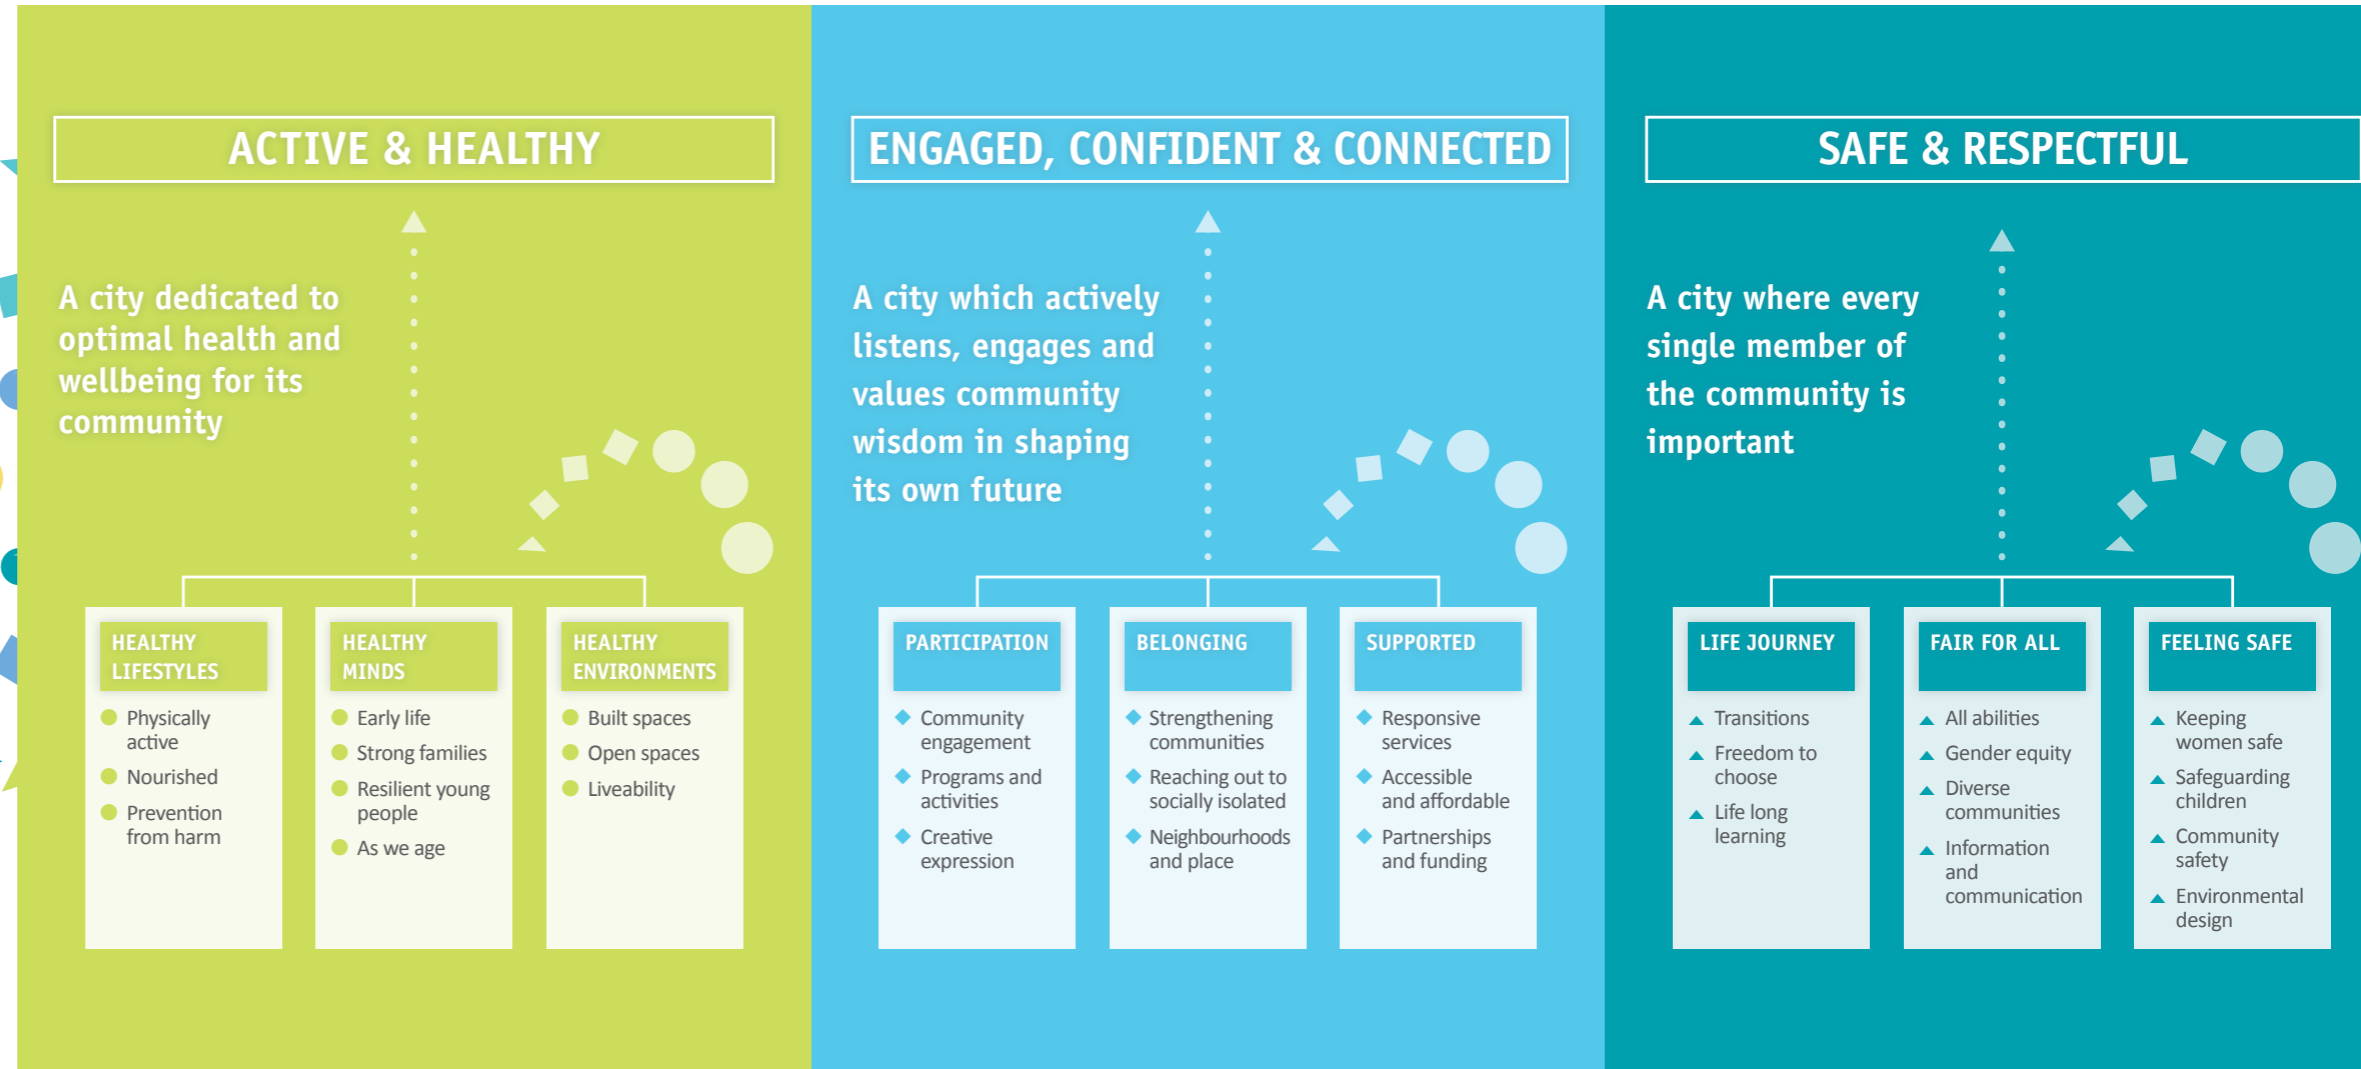 ACTIVE & HEALTHY
A city dedicated to
optimal health and
wellbeing for its
community
HEALTHY
LIFESTYLES
Physically
active
Nourished
Prevention
from harm
HEALTHY
MINDS
Early life
Strong families
Resilient young
people
As we age
HEALTHY
ENVIRONMENTS
Built spaces
Open spaces
Liveability
ENGAGED, CONFIDENT & CONNECTED
A city which actively
listens, engages and
values community
wisdom in shaping
its own future
PARTICIPATION
Community
engagement
Programs and
activities
Creative
expression
BELONGING
Strengthening
communities
Reaching out to
socially isolated
Neighbourhoods
and place
SUPPORTED
Responsive
services
Accessible
and affordable
Partnerships
and funding
SAFE & RESPECTFUL
A city where every
single member of
the community is
important
LIFE JOURNEY
Transitions
Freedom to
choose
Life long
learning
FAIR FOR ALL
All abilities
Gender equity
Diverse
communities
Information
and
communication
FEELING SAFE
Keeping
women safe
Safeguarding
children
Community
safety
Environmental
design